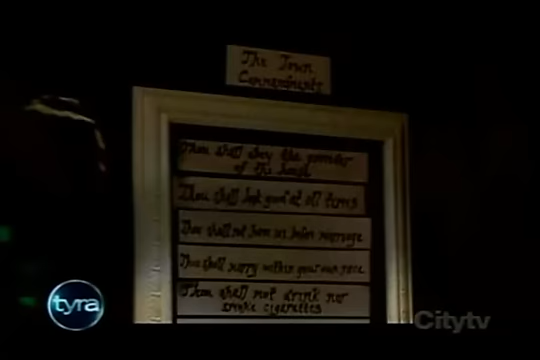 The Town
Commandments
Thou shall obey the
of the
Thou shall look good at all times
Thou shall not have sex before marriage
Thou shall marry within your own race
Thou shall not drink nor
smoke cigarettes
tyra
Citytv